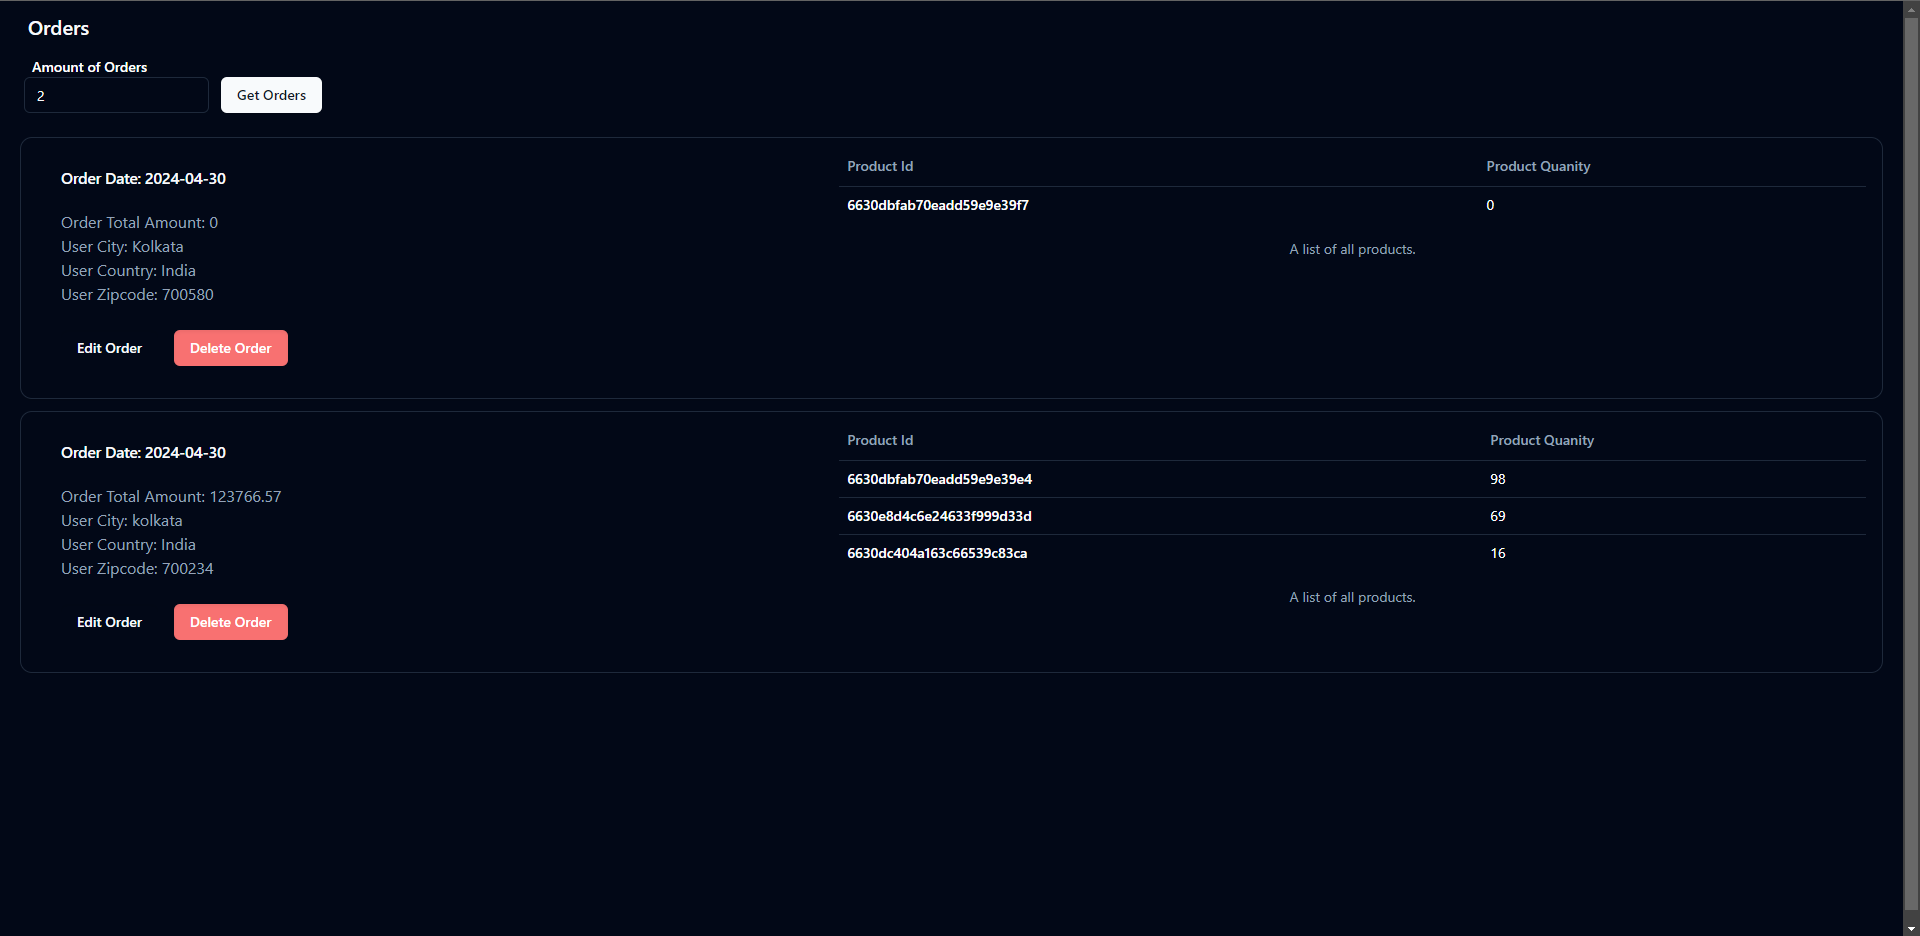 Orders
Amount of Orders
2
Get Orders
Order Date: 2024-04-30
Order Total Amount: 0
User City: Kolkata
User Country: India
User Zipcode: 700580
Edit Order
Delete Order
Product Id Product Quanity
6630dbfab70eadd59e9e39f7 0
A list of all products.
Order Date: 2024-04-30
Order Total Amount: 123766.57
User City: kolkata
User Country: India
User Zipcode: 700234
Edit Order
Delete Order
Product Id Product Quanity
6630dbfab70eadd59e9e39e4 98
6630e8d4c6e24633f999d33d 69
6630dc404a163c66539c83ca 16
A list of all products.